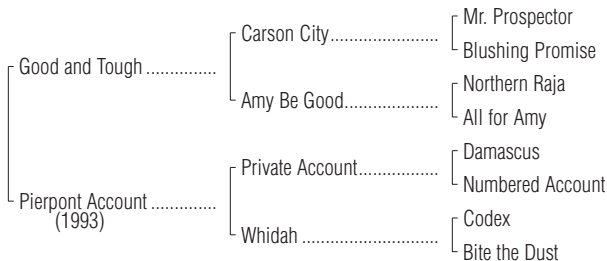 Mr. Prospector
Carson City....................
Blushing Promise
Good and Tough ..............
Northern Raja
Amy Be Good.................
All for Amy
Damascus
Private Account...............
Numbered Account
Pierpont Account .............
(1993)
Codex
Whidah .........................
Bite the Dust